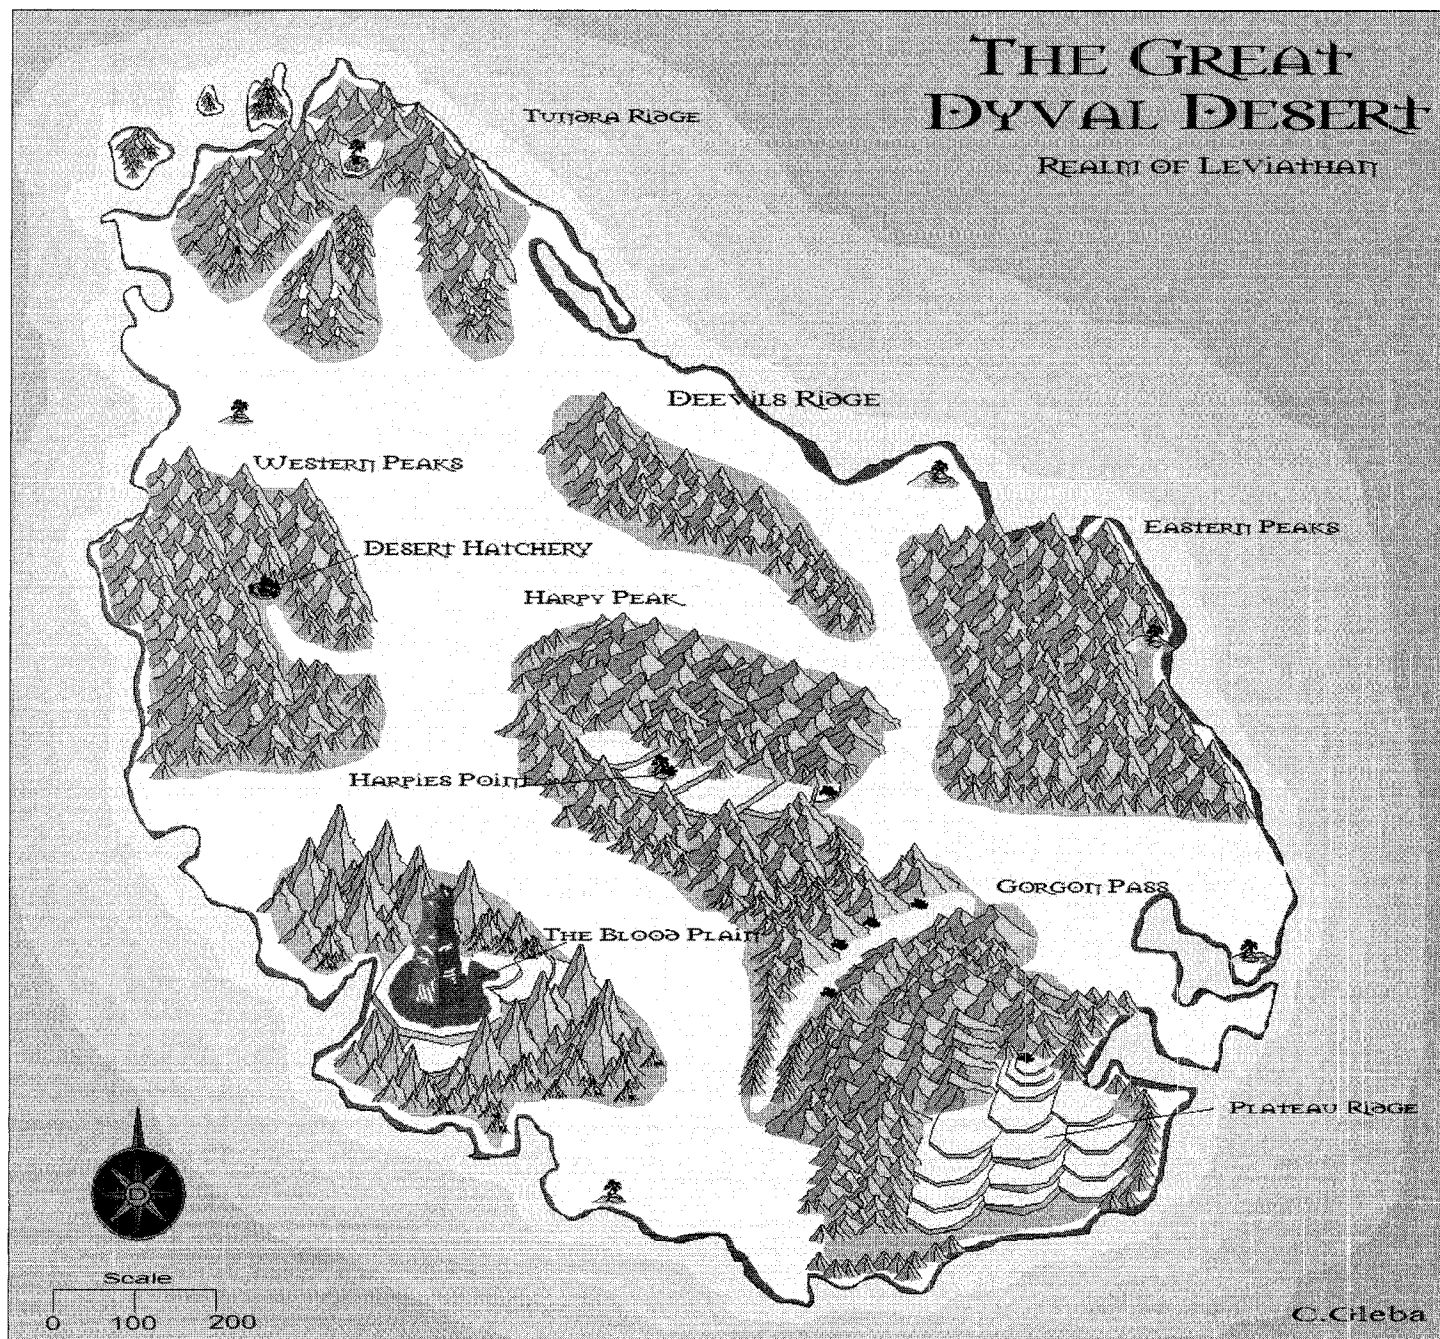 THE GREAT
DYVAL DESERT
REALM OF LEVIATHAN
TUNDRA RIDGE
DEEVILS RIDGE
WESTERN PEAKS
EASTERN PEAKS
DESERT HATCHERY
HARPY PEAK
HARPIES POINT
GORGON PASS
THE BLOOD PLAIN
PLATEAU RIDGE
D
Scale
0 100 200
C.Gleba